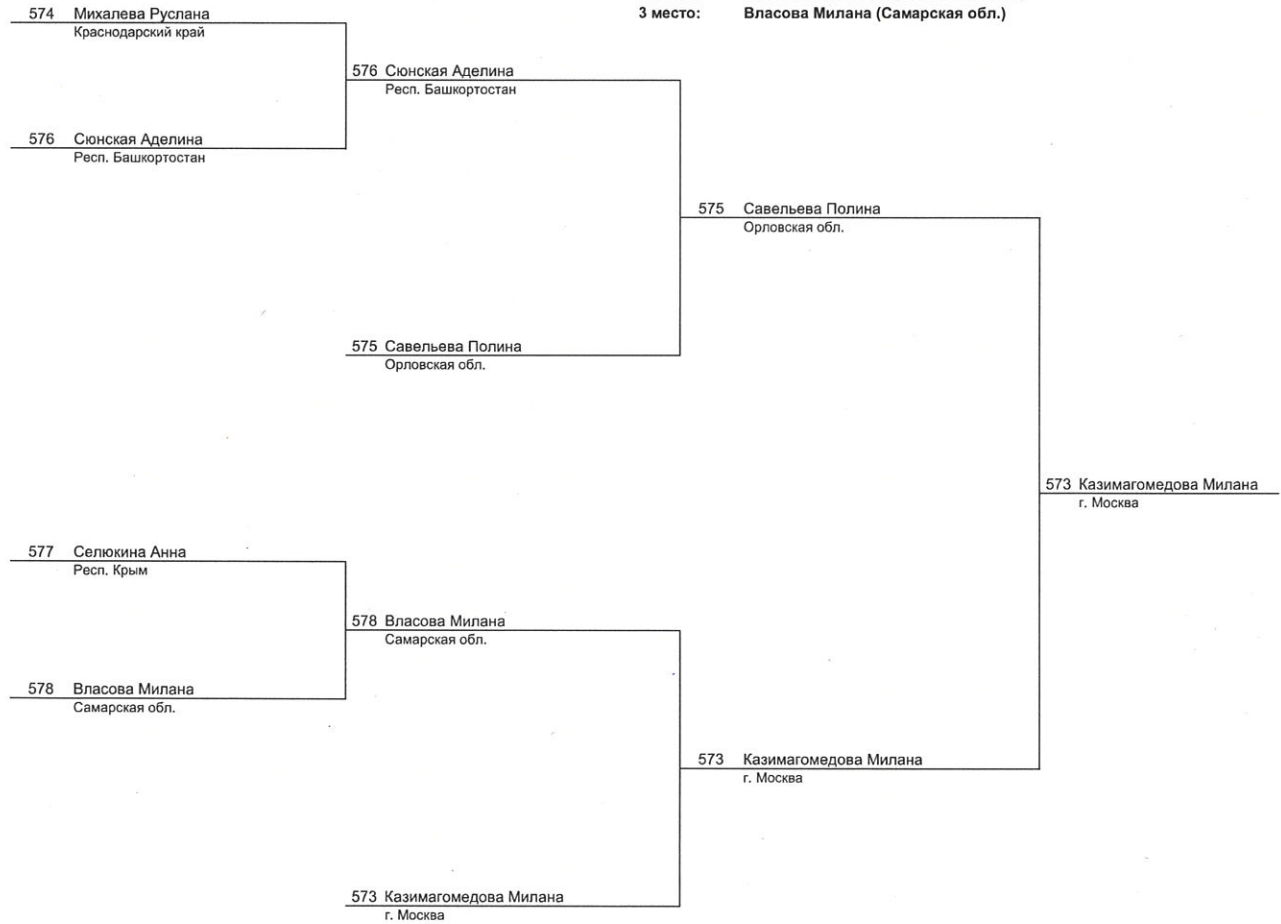 574 Михалева Руслана
Краснодарский край
3 место: Власова Милана (Самарская обл.)
576 Сюнская Аделина
Респ. Башкортостан
576 Сюнская Аделина
Респ. Башкортостан
575 Савельева Полина
Орловская обл.
575 Савельева Полина
Орловская обл.
573 Казимагомедова Милана
г. Москва
577 Селюкина Анна
Респ. Крым
578 Власова Милана
Самарская обл.
578 Власова Милана
Самарская обл.
573 Казимагомедова Милана
г. Москва
573 Казимагомедова Милана
г. Москва